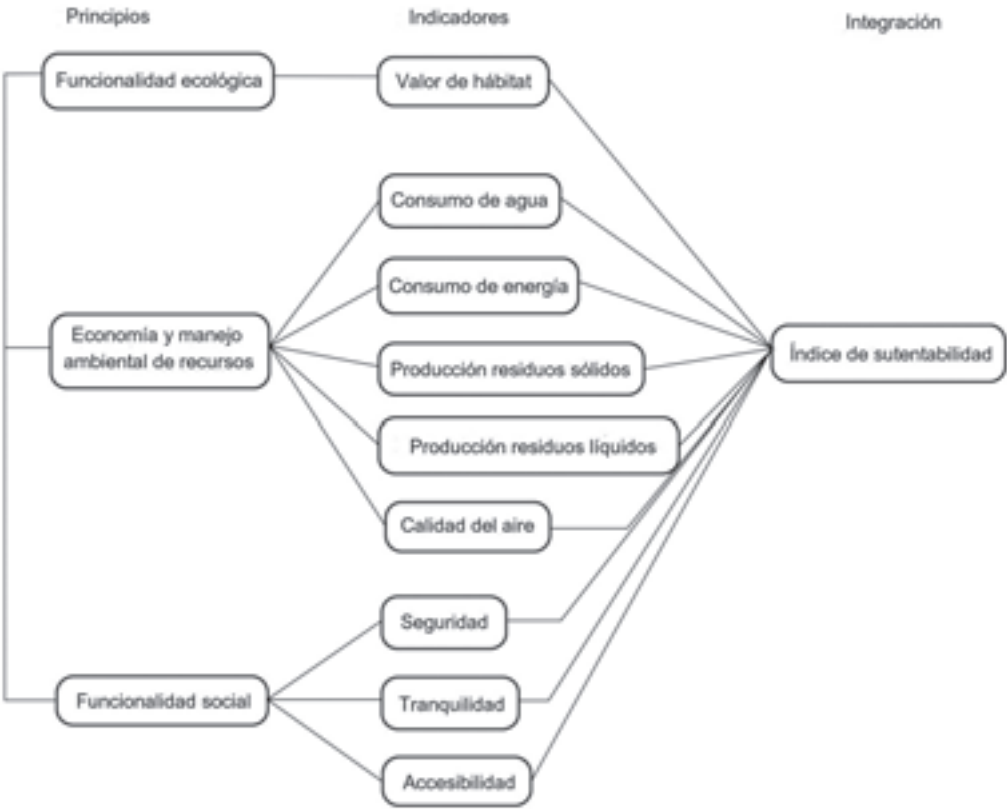 Principios
Indicadores
Integración
Funcionalidad ecológica
Valor de hábitat
Consumo de agua
Consumo de energía
Economía y manejo
ambiental de recursos
Índice de sutentabilidad
Producción residuos sólidos
Producción residuos líquidos
Calidad del aire
Seguridad
Funcionalidad social
Tranquilidad
Accesibilidad